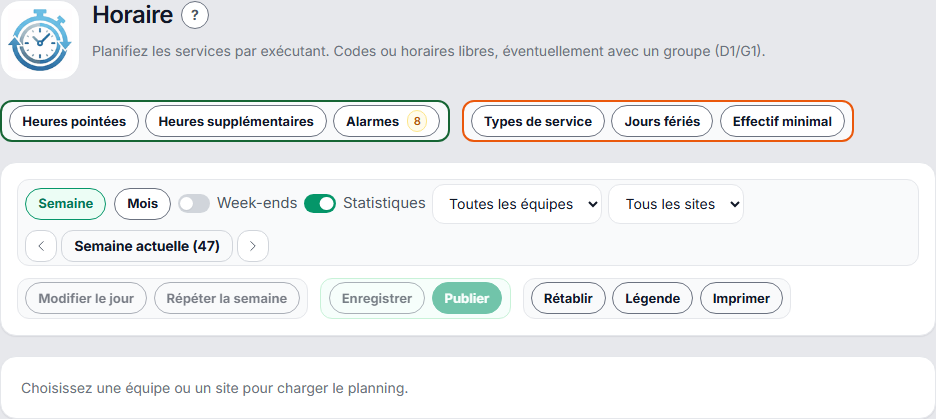 Horaire ?
Planifiez les services par exécutant. Codes ou horaires libres, éventuellement avec un groupe (D1/G1).
Heures pointées Heures supplémentaires Alarmes 8 Types de service Jours fériés Effectif minimal
Semaine Mois Week-ends Statistiques Toutes les équipes Tous les sites
Semaine actuelle (47)
Modifier le jour Répéter la semaine Enregistrer Publier Rétablir Légende Imprimer
Choisissez une équipe ou un site pour charger le planning.